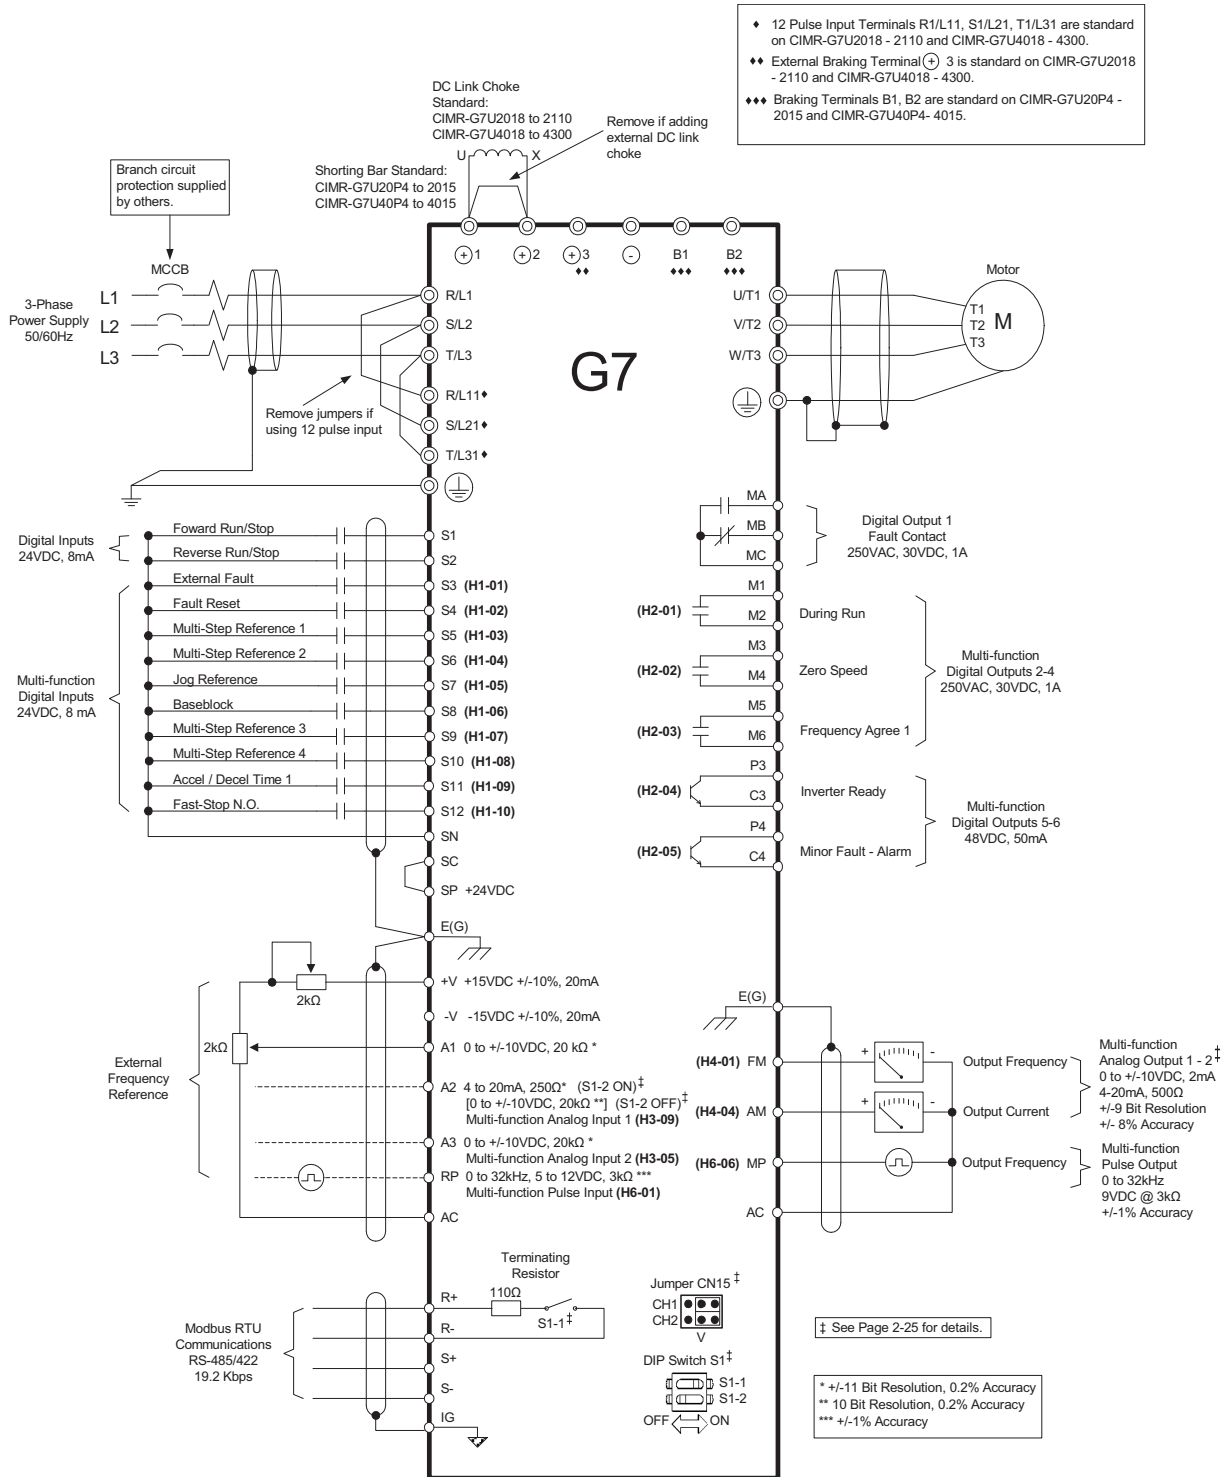 ♦ 12 Pulse Input Terminals R1/L11, S1/L21, T1/L31 are standard
on CIMR-G7U2018 - 2110 and CIMR-G7U4018 - 4300.
♦♦ External Braking Terminal (+) 3 is standard on CIMR-G7U2018
- 2110 and CIMR-G7U4018 - 4300.
♦♦♦ Braking Terminals B1, B2 are standard on CIMR-G7U20P4 -
2015 and CIMR-G7U40P4- 4015.
DC Link Choke
Standard:
CIMR-G7U2018 to 2110
CIMR-G7U4018 to 4300
Remove if adding
external DC link
choke
U X
Shorting Bar Standard:
CIMR-G7U20P4 to 2015
CIMR-G7U40P4 to 4015
Branch circuit
protection supplied
by others.
MCCB
3-Phase
Power Supply
50/60Hz
L1
L2
L3
Remove jumpers if
using 12 pulse input
(+) 1
(+) 2
(+) 3
♦♦
(-)
B1
♦♦♦
B2
♦♦♦
R/L1
S/L2
T/L3
R/L11♦
S/L21♦
T/L31♦
G7
U/T1
V/T2
W/T3
Motor
T1
T2
T3
M
Digital Inputs
24VDC, 8mA
Foward Run/Stop
S1
Reverse Run/Stop
S2
Multi-function
Digital Inputs
24VDC, 8 mA
External Fault
S3 (H1-01)
Fault Reset
S4 (H1-02)
Multi-Step Reference 1
S5 (H1-03)
Multi-Step Reference 2
S6 (H1-04)
Jog Reference
S7 (H1-05)
Baseblock
S8 (H1-06)
Multi-Step Reference 3
S9 (H1-07)
Multi-Step Reference 4
S10 (H1-08)
Accel / Decel Time 1
S11 (H1-09)
Fast-Stop N.O.
S12 (H1-10)
SN
SC
SP +24VDC
E(G)
MA
MB
MC
Digital Output 1
Fault Contact
250VAC, 30VDC, 1A
(H2-01)
M1
M2
During Run
(H2-02)
M3
M4
Zero Speed
(H2-03)
M5
M6
Frequency Agree 1
Multi-function
Digital Outputs 2-4
250VAC, 30VDC, 1A
(H2-04)
P3
C3
Inverter Ready
(H2-05)
P4
C4
Minor Fault - Alarm
Multi-function
Digital Outputs 5-6
48VDC, 50mA
External
Frequency
Reference
2kΩ
2kΩ
+V +15VDC +/-10%, 20mA
-V -15VDC +/-10%, 20mA
A1 0 to +/-10VDC, 20 kΩ *
A2 4 to 20mA, 250Ω* (S1-2 ON)‡
[0 to +/-10VDC, 20kΩ **] (S1-2 OFF)‡
Multi-function Analog Input 1 (H3-09)
A3 0 to +/-10VDC, 20kΩ *
Multi-function Analog Input 2 (H3-05)
RP 0 to 32kHz, 5 to 12VDC, 3kΩ ***
Multi-function Pulse Input (H6-01)
AC
E(G)
(H4-01) FM
+ -
Output Frequency
(H4-04) AM
+ -
Output Current
Multi-function
Analog Output 1 - 2‡
0 to +/-10VDC, 2mA
4-20mA, 500Ω
+/-9 Bit Resolution
+/- 8% Accuracy
(H6-06) MP
Output Frequency
Multi-function
Pulse Output
0 to 32kHz
9VDC @ 3kΩ
+/-1% Accuracy
AC
Modbus RTU
Communications
RS-485/422
19.2 Kbps
R+
R-
S+
S-
IG
Terminating
Resistor
110Ω
S1-1‡
Jumper CN15 ‡
CH1
CH2
V
DIP Switch S1‡
S1-1
S1-2
OFF ON
‡ See Page 2-25 for details.
* +/-11 Bit Resolution, 0.2% Accuracy
** 10 Bit Resolution, 0.2% Accuracy
*** +/-1% Accuracy